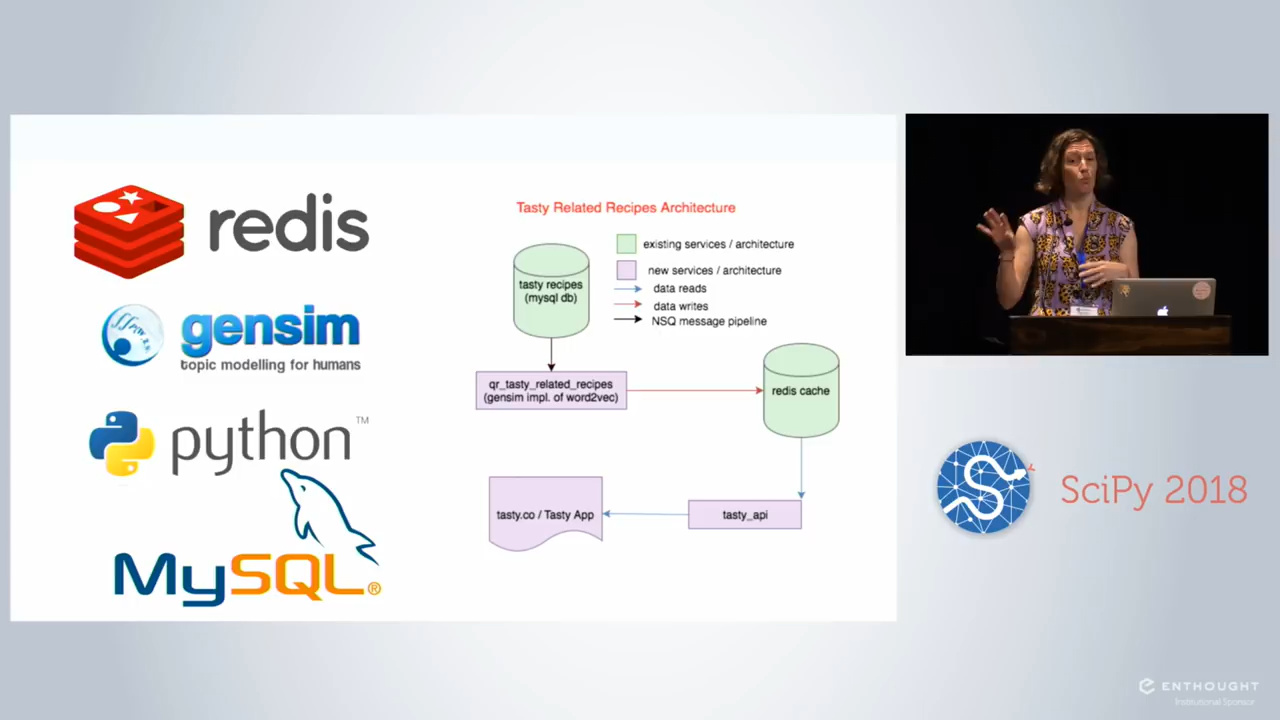 redis
gensim
topic modelling for humans
python™
MySQL®
Tasty Related Recipes Architecture
existing services / architecture
new services / architecture
data reads
data writes
NSQ message pipeline
tasty recipes
(mysql db)
qr_tasty_related_recipes
(gensim impl. of word2vec)
redis cache
tasty_api
tasty.co / Tasty App
SciPy 2018
ENTHOUGHT
Institutional Sponsor